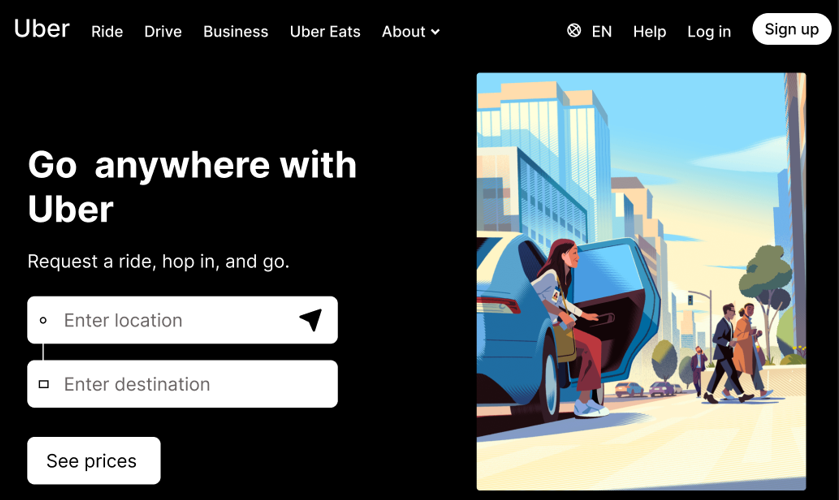 Uber Ride Drive Business Uber Eats About EN Help Log in Sign up
Go anywhere with
Uber
Request a ride, hop in, and go.
Enter location
Enter destination
See prices